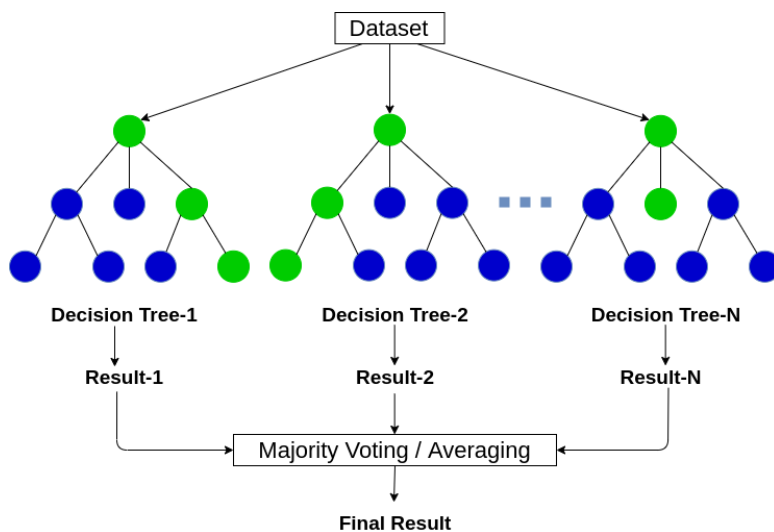 Dataset
Decision Tree-1
Decision Tree-2
Decision Tree-N
Result-1
Result-2
Result-N
Majority Voting / Averaging
Final Result